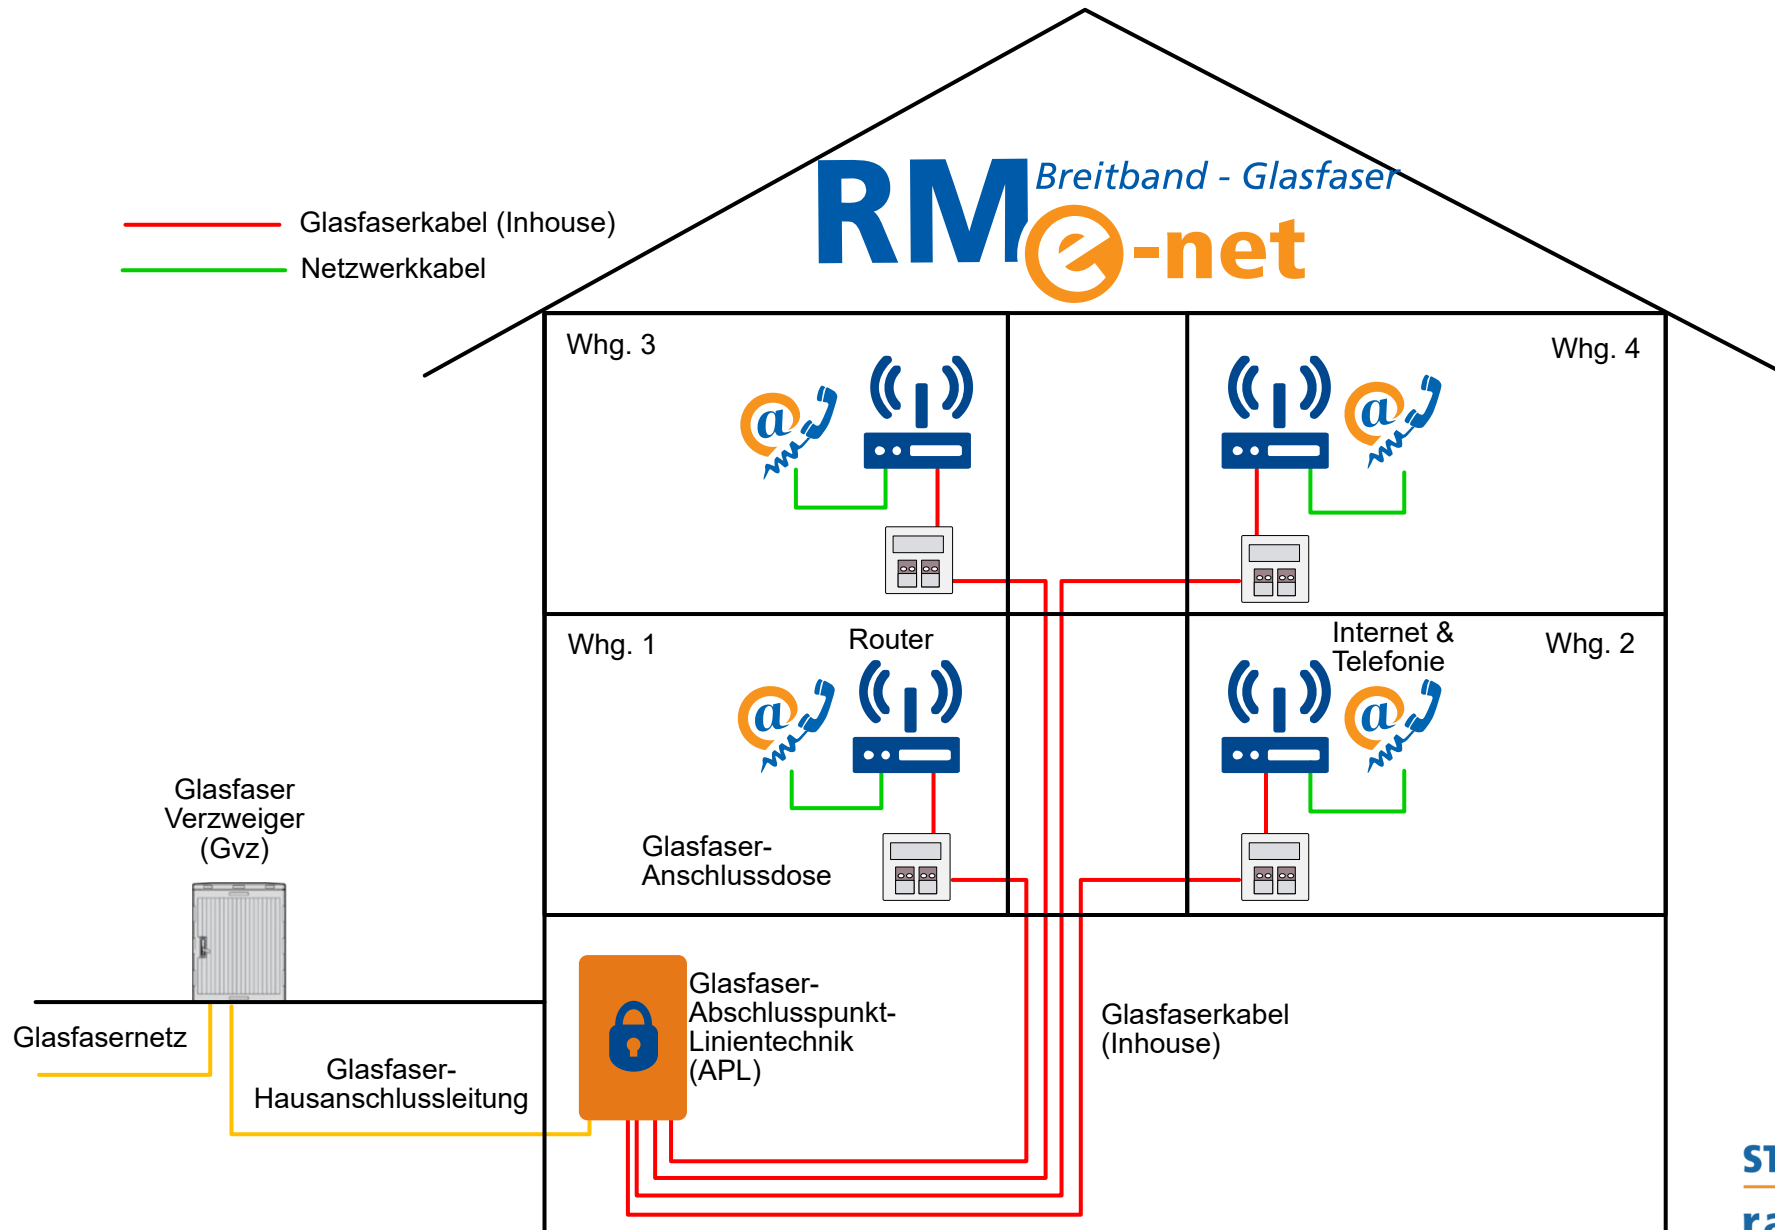 RM Breitband - Glasfaser
e-net
Glasfaserkabel (Inhouse)
Netzwerkkabel
Whg. 3
Whg. 4
@
@
Whg. 1
Router
Internet &
Telefonie
Whg. 2
@
@
Glasfaser
Verzweiger
(Gvz)
Glasfaser-
Anschlussdose
Glasfasernetz
Glasfaser-
Hausanschlussleitung
Glasfaser-
Abschlusspunkt-
Linientechnik
(APL)
Glasfaserkabel
(Inhouse)